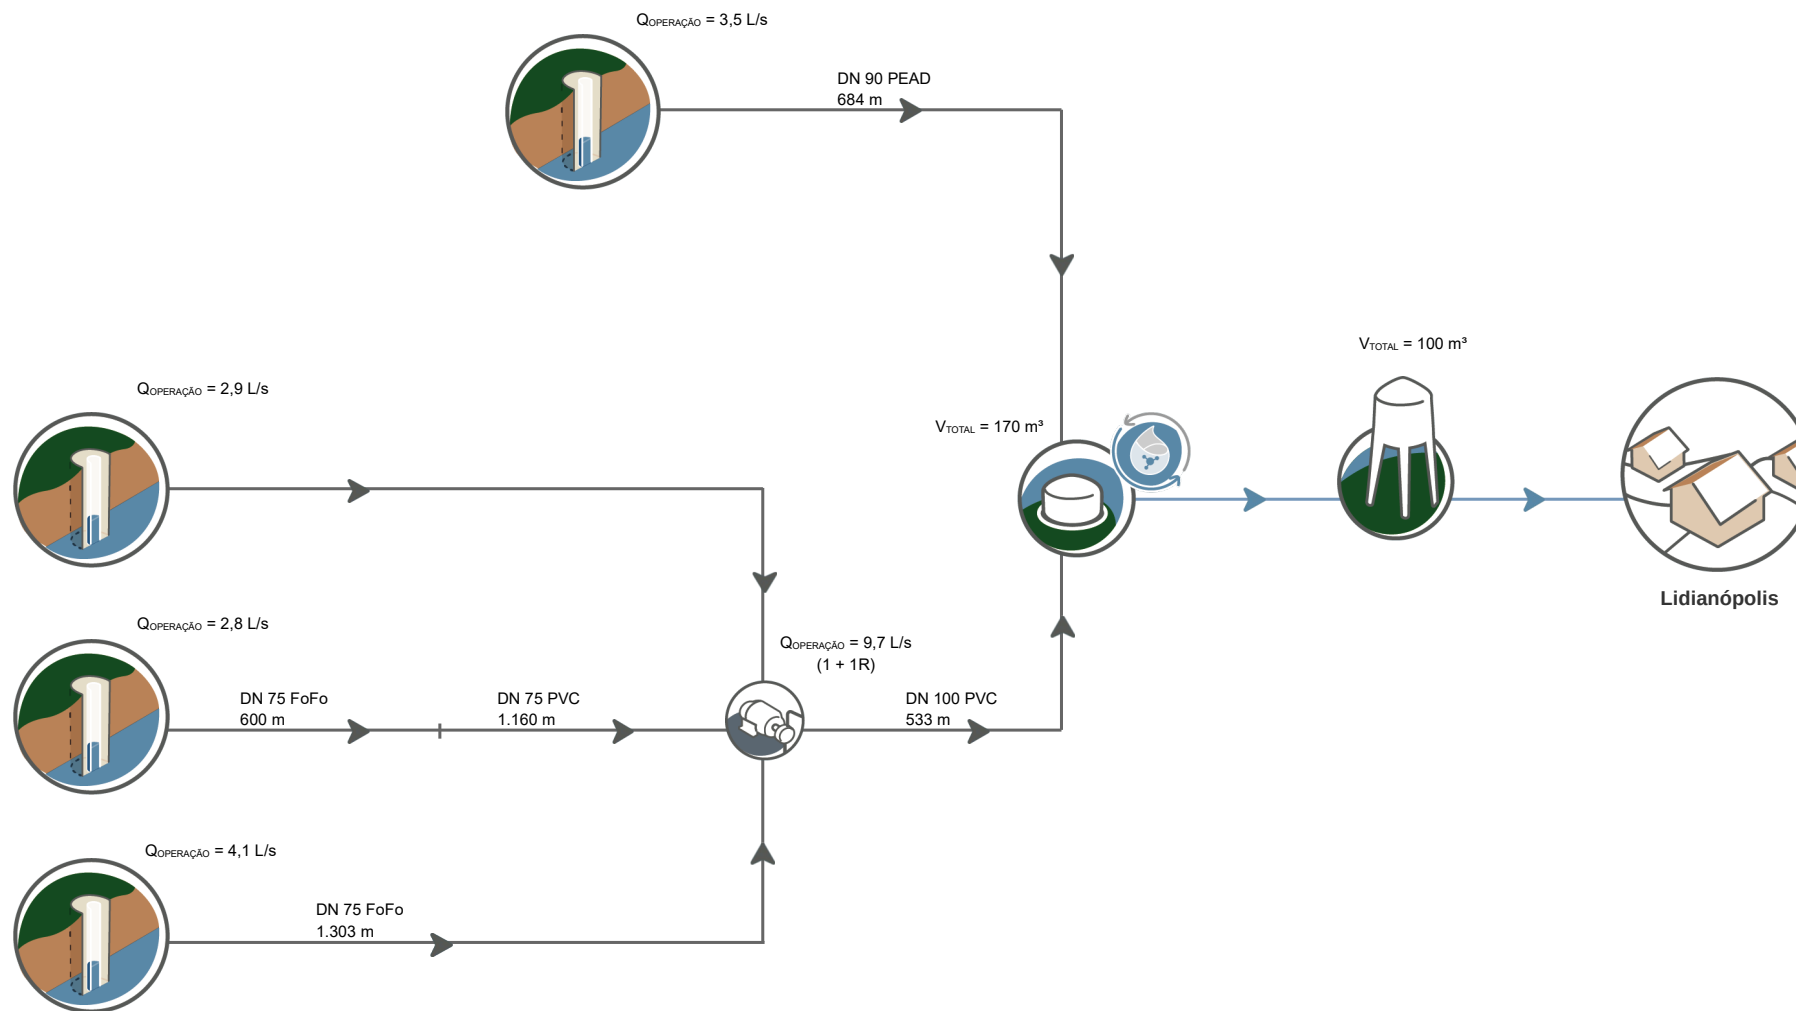 QOPERAÇÃO = 3,5 L/s
DN 90 PEAD
684 m
VTOTAL = 100 m³
QOPERAÇÃO = 2,9 L/s
VTOTAL = 170 m³
Lidianópolis
QOPERAÇÃO = 2,8 L/s
QOPERAÇÃO = 9,7 L/s
(1 + 1R)
DN 75 FoFo
600 m
DN 75 PVC
1.160 m
DN 100 PVC
533 m
QOPERAÇÃO = 4,1 L/s
DN 75 FoFo
1.303 m